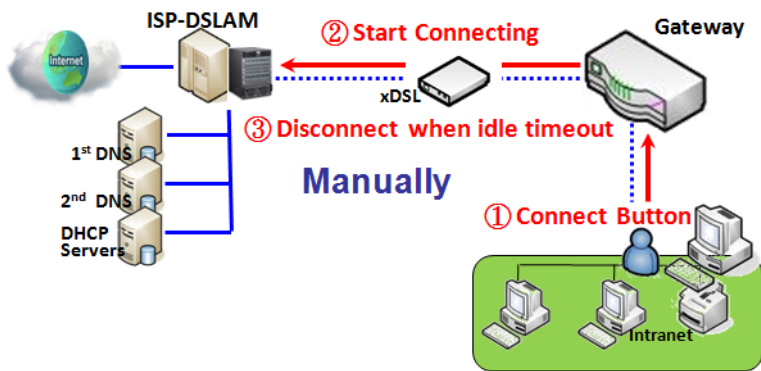 ISP-DSLAM
② Start Connecting
Gateway
Internet
xDSL
③ Disconnect when idle timeout
1st DNS
Manually
2nd DNS
① Connect Button
DHCP
Servers
Intranet